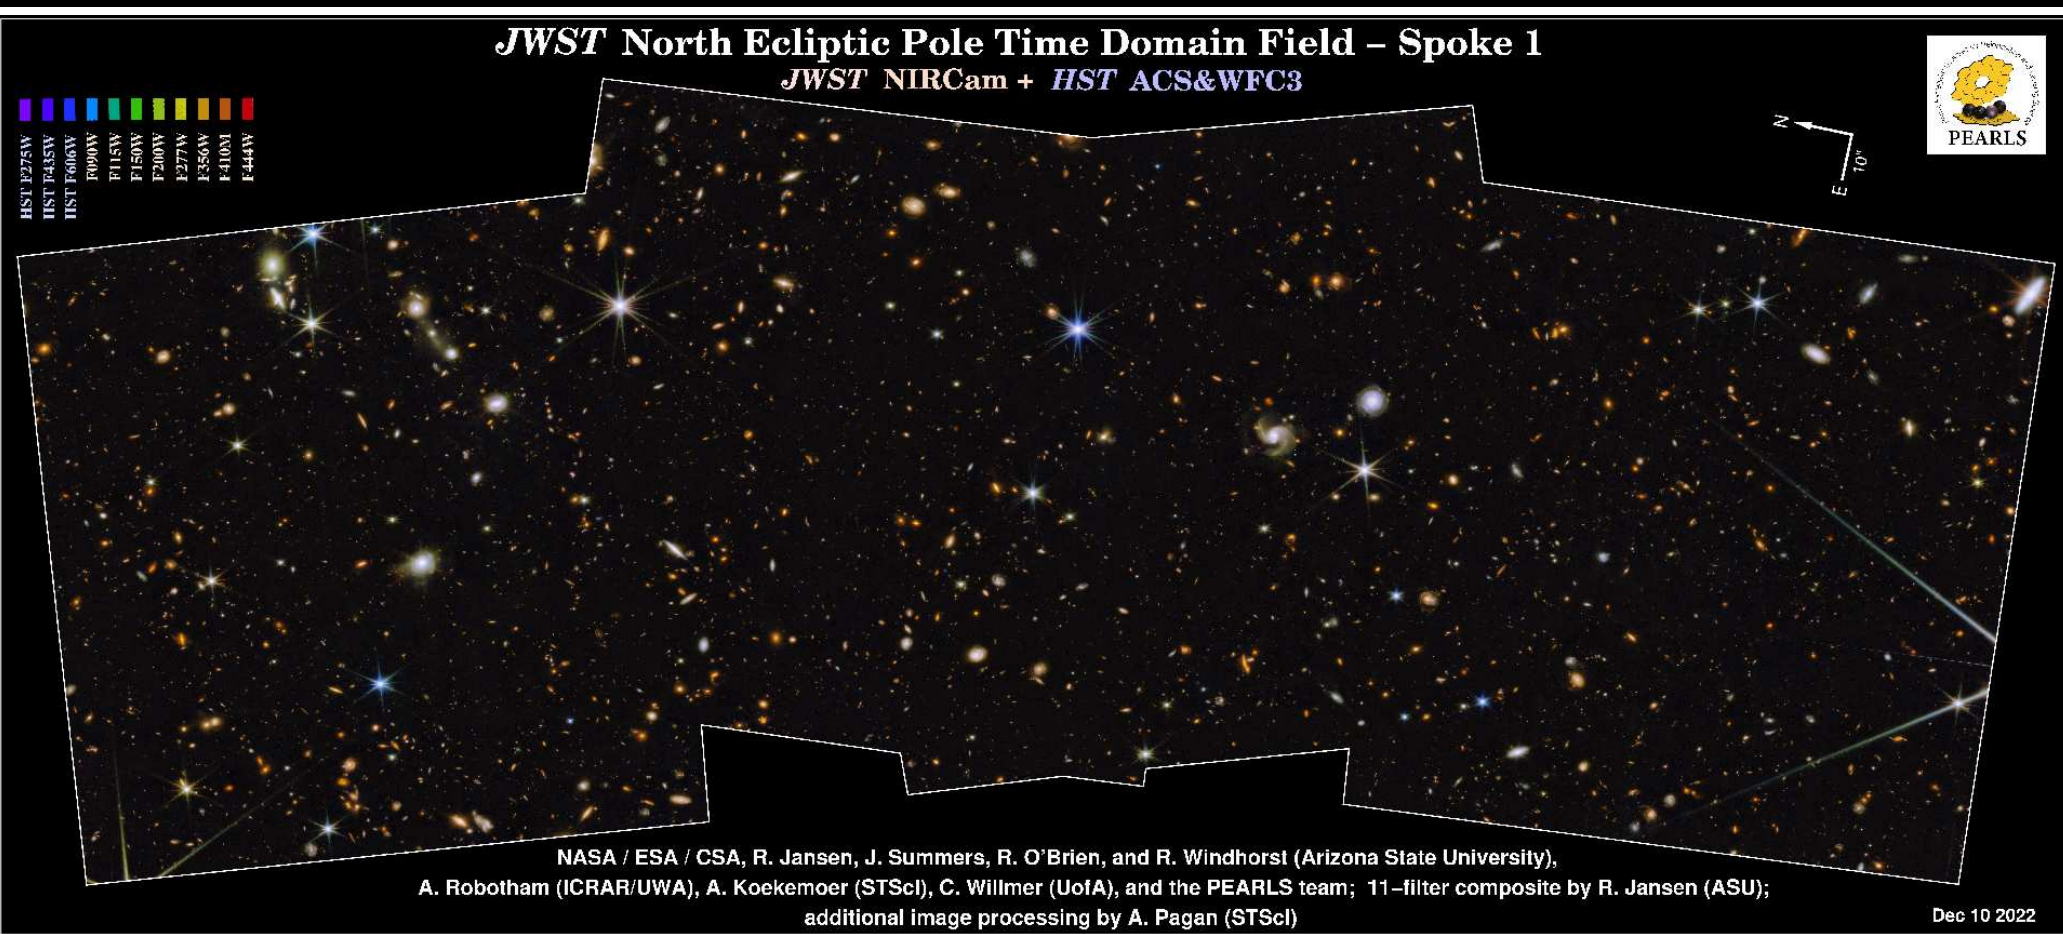 JWST North Ecliptic Pole Time Domain Field – Spoke 1
JWST NIRCam + HST ACS&WFC3
HST F275W
HST F435W
HST F606W
F090W
F115W
F150W
F200W
F277W
F356W
F410M
F444W
N
E
10"
PEARLS
NASA / ESA / CSA, R. Jansen, J. Summers, R. O'Brien, and R. Windhorst (Arizona State University),
A. Robotham (ICRAR/UWA), A. Koekemoer (STScI), C. Willmer (UofA), and the PEARLS team; 11–filter composite by R. Jansen (ASU);
additional image processing by A. Pagan (STScI)
Dec 10 2022